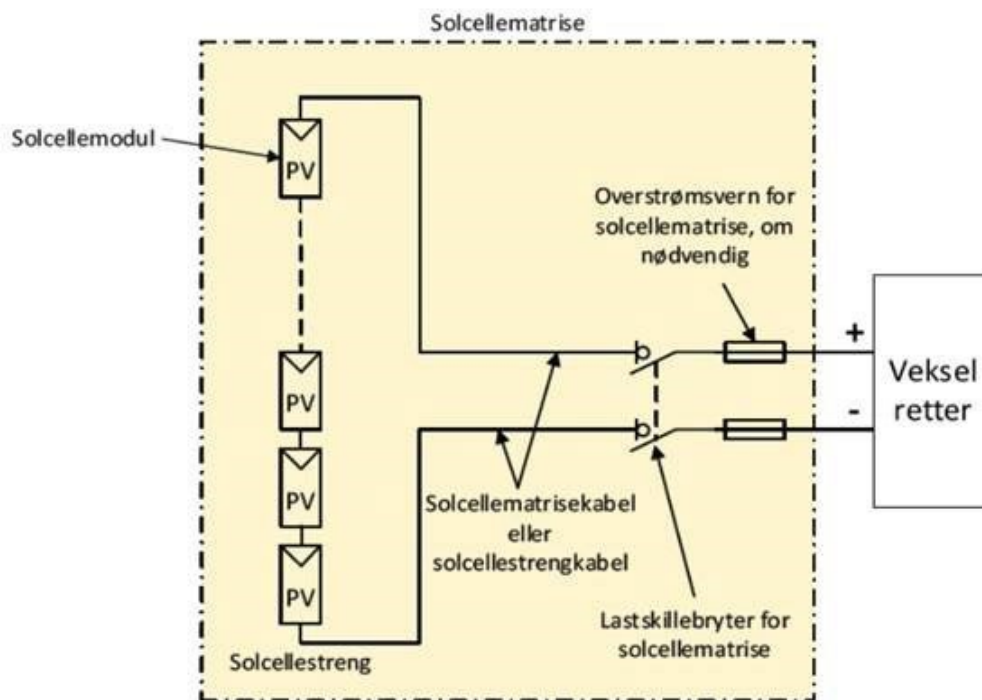 Solcellematrise
Solcellemodul
PV
Overstrømsvern for
solcellematrise, om
nødvendig
+
PV
-
Veksel
retter
PV
Solcellematrisekabel
eller
solcellestrengkabel
PV
Lastskillebryter for
solcellematrise
Solcellestreng